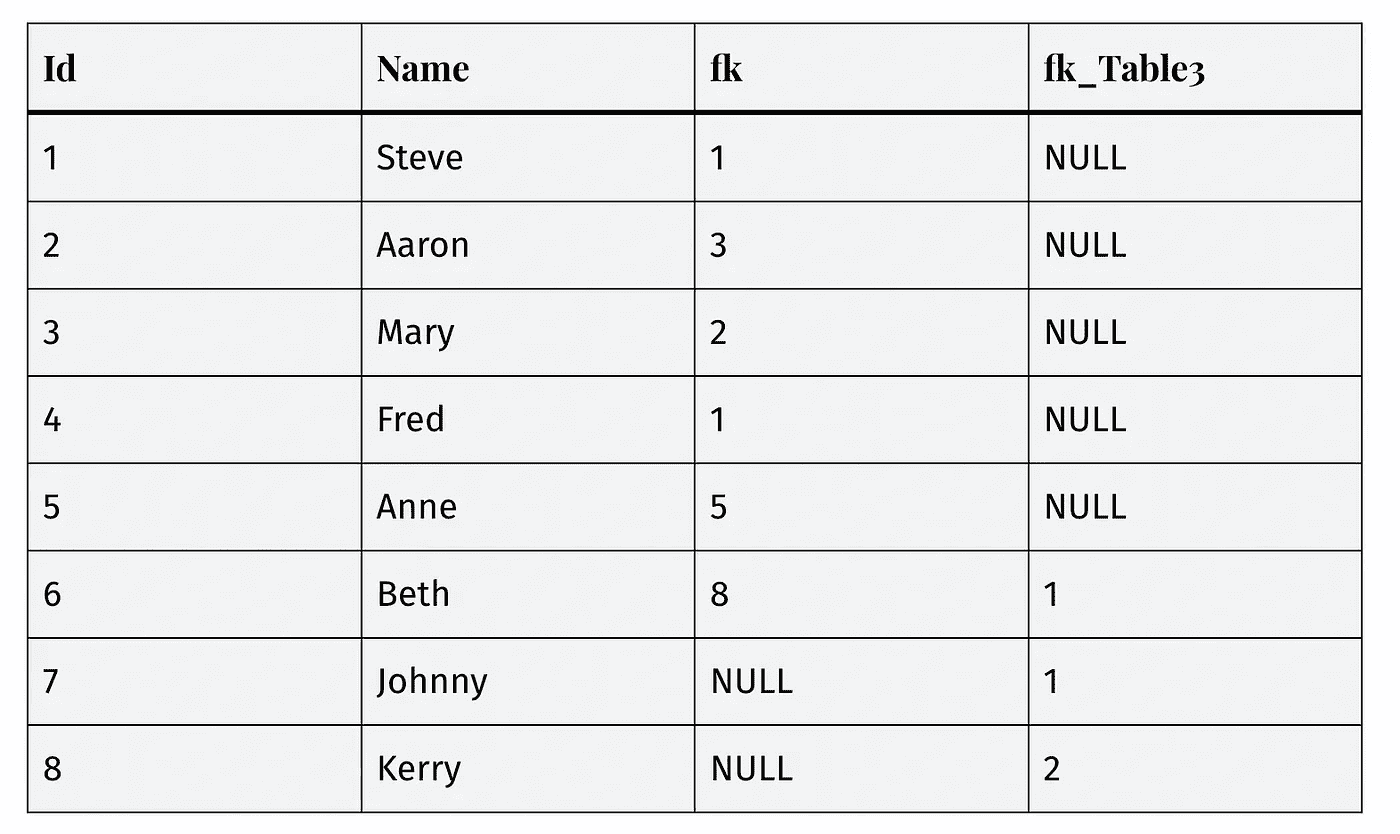 Id Name fk fk_Table3
1 Steve 1 NULL
2 Aaron 3 NULL
3 Mary 2 NULL
4 Fred 1 NULL
5 Anne 5 NULL
6 Beth 8 1
7 Johnny NULL 1
8 Kerry NULL 2